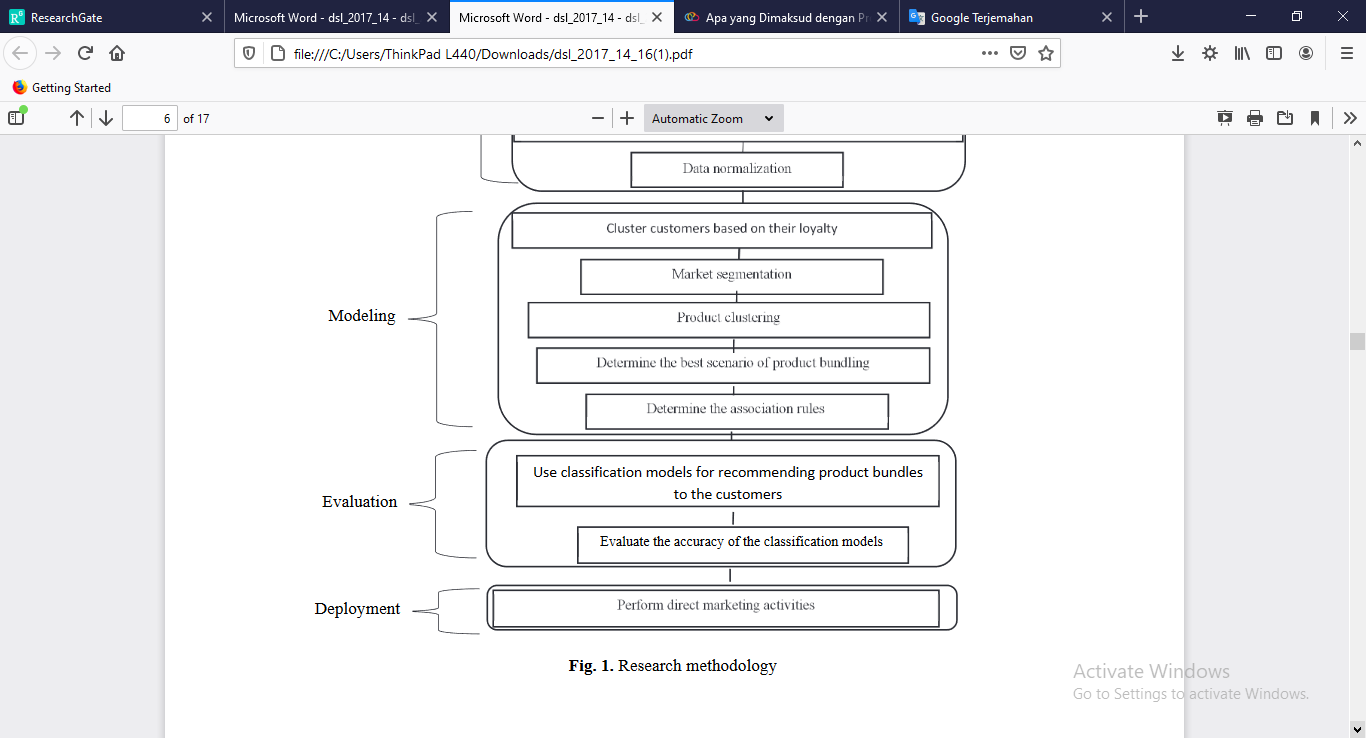 ResearchGate
Microsoft Word - dsl_2017_14 - dsl_
Microsoft Word - dsl_2017_14 - dsl_
Apa yang Dimaksud dengan Pr
Google Terjemahan
file:///C:/Users/ThinkPad L440/Downloads/dsl_2017_14_16(1).pdf
Getting Started
6 of 17
Automatic Zoom
Data normalization
Cluster customers based on their loyalty
Market segmentation
Modeling
Product clustering
Determine the best scenario of product bundling
Determine the association rules
Use classification models for recommending product bundles
to the customers
Evaluation
Evaluate the accuracy of the classification models
Deployment
Perform direct marketing activities
Fig. 1. Research methodology
Activate Windows
Go to Settings to activate Windows.